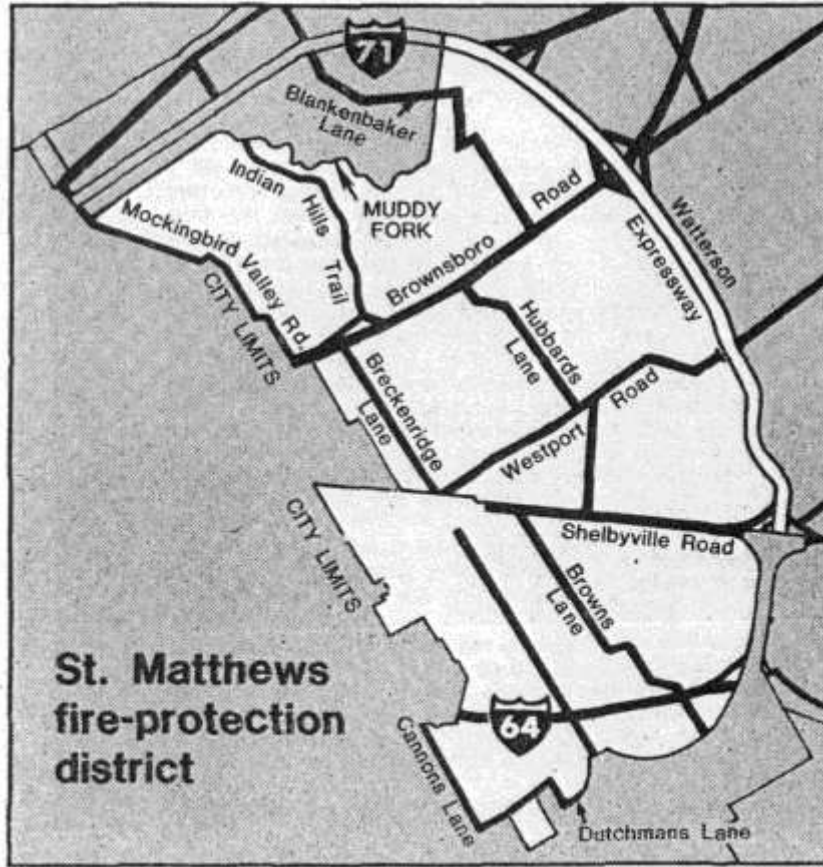 71
Blankenbaker
Lane
Indian
Hills
Trail
MUDDY
FORK
Mockingbird Valley Rd.
CITY LIMITS
Brownsboro
Road
Watterson
Expressway
Hubbards
Lane
Breckenridge
Lane
Westport
Road
CITY LIMITS
Shelbyville Road
Browns
Lane
St. Matthews
fire-protection
district
64
Cannons Lane
Dutchmans Lane